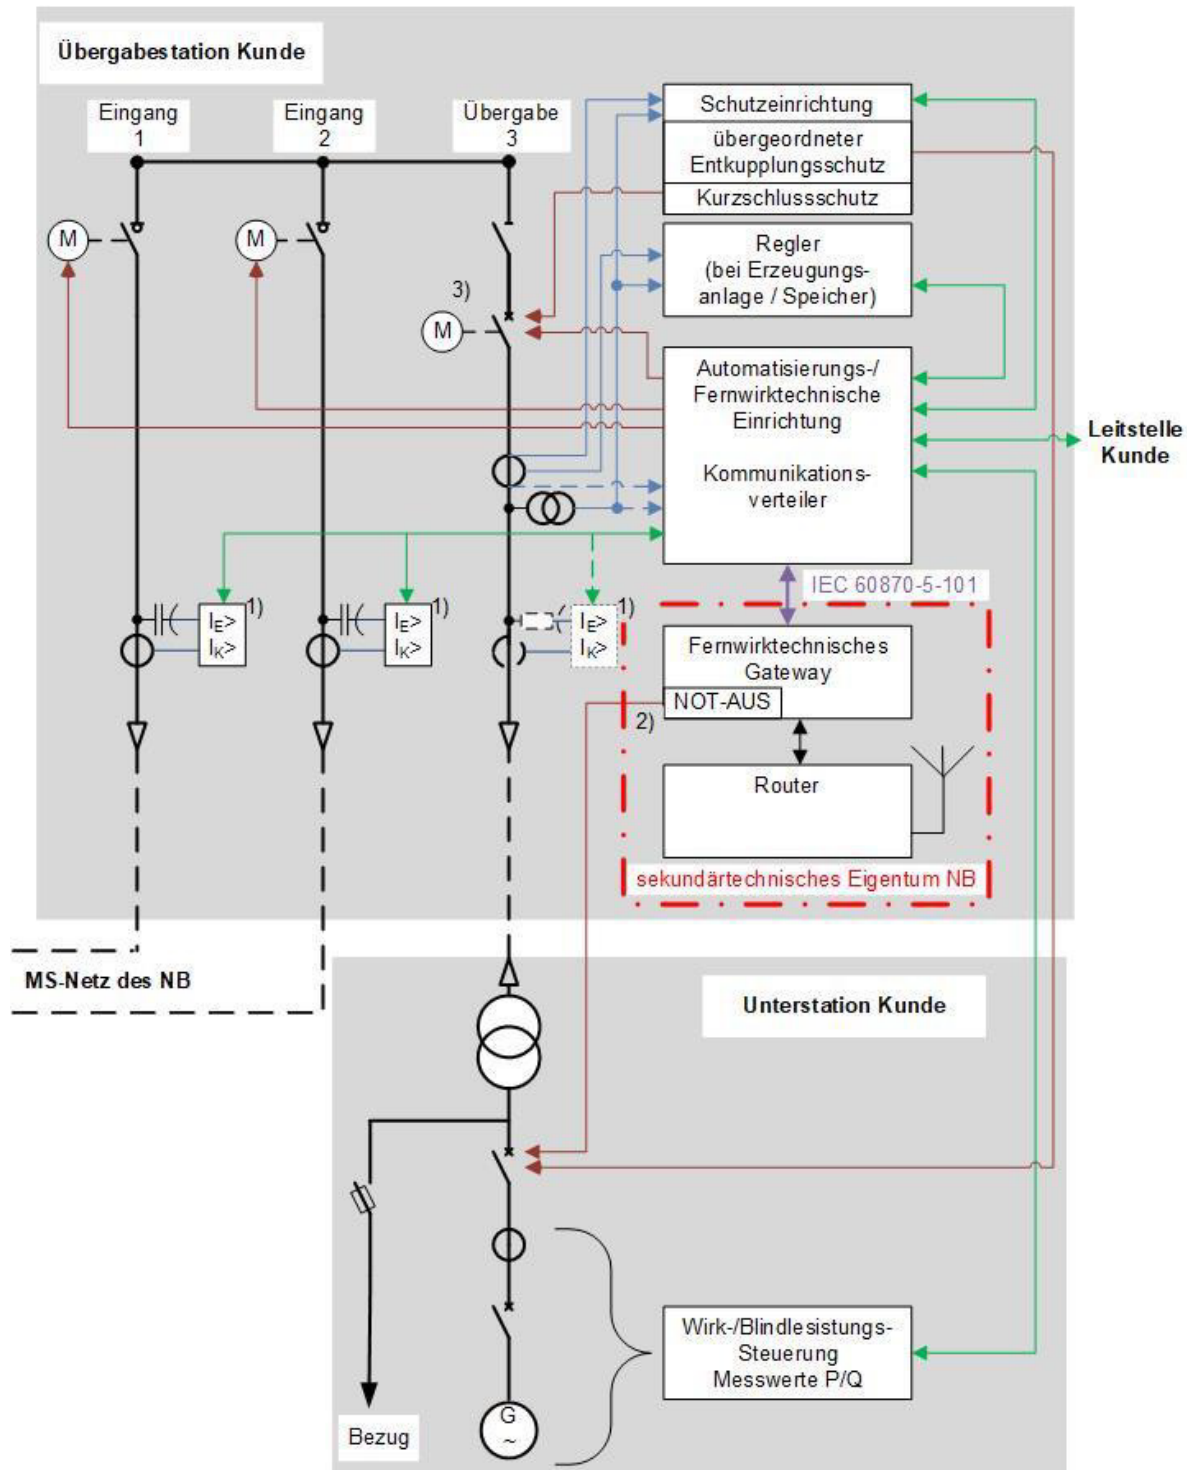 Übergabestation Kunde
Eingang
1
Eingang
2
Übergabe
3
Schutzeinrichtung
übergeordneter
Entkupplungsschutz
Kurzschlussschutz
M
M
Regler
(bei Erzeugungs-
anlage / Speicher)
3)
M
Automatisierungs-/
Fernwirktechnische
Einrichtung
Kommunikations-
verteiler
Leitstelle
Kunde
IEC 60870-5-101
IE>
IK>
1)
IE>
IK>
1)
IE>
IK>
1)
Fernwirktechnisches
Gateway
NOT-AUS
2)
Router
sekundärtechnisches Eigentum NB
MS-Netz des NB
Unterstation Kunde
Wirk-/Blindlesistungs-
Steuerung
Messwerte P/Q
G
~
Bezug